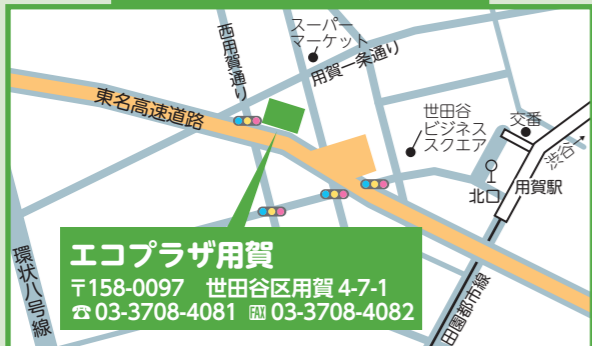 西用賀通り
スーパー
マーケット
用賀一条通り
東名高速道路
世田谷
ビジネス
スクエア
交番
渋谷
北口
用賀駅
環状八号線
田園都市線
エコプラザ用賀
〒158-0097 世田谷区用賀 4-7-1
☎03-3708-4081 FAX 03-3708-4082